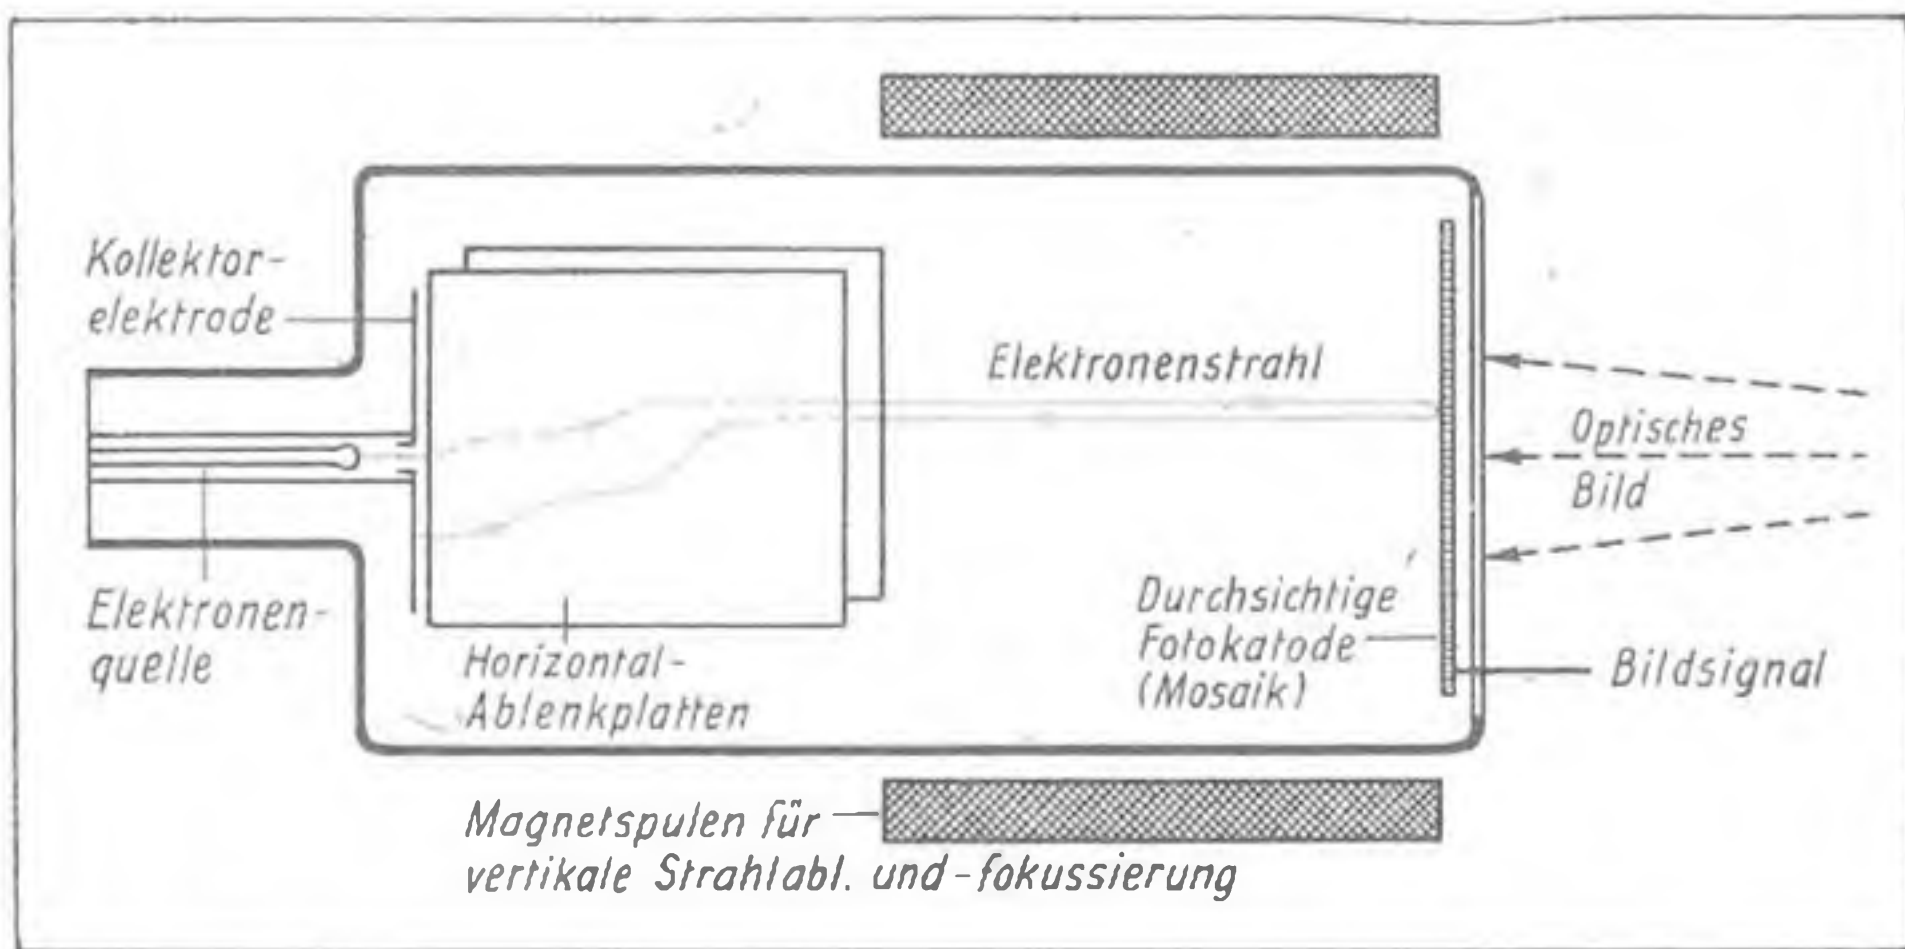 Kollektor-
elektrode
Elektronenstrahl
Optisches
Bild
Elektronen-
quelle
Horizontal-
Ablenkplatten
Durchsichtige
Fotokatode
(Mosaik)
Bildsignal
Magnetspulen für
vertikale Strahlabl. und -fokussierung